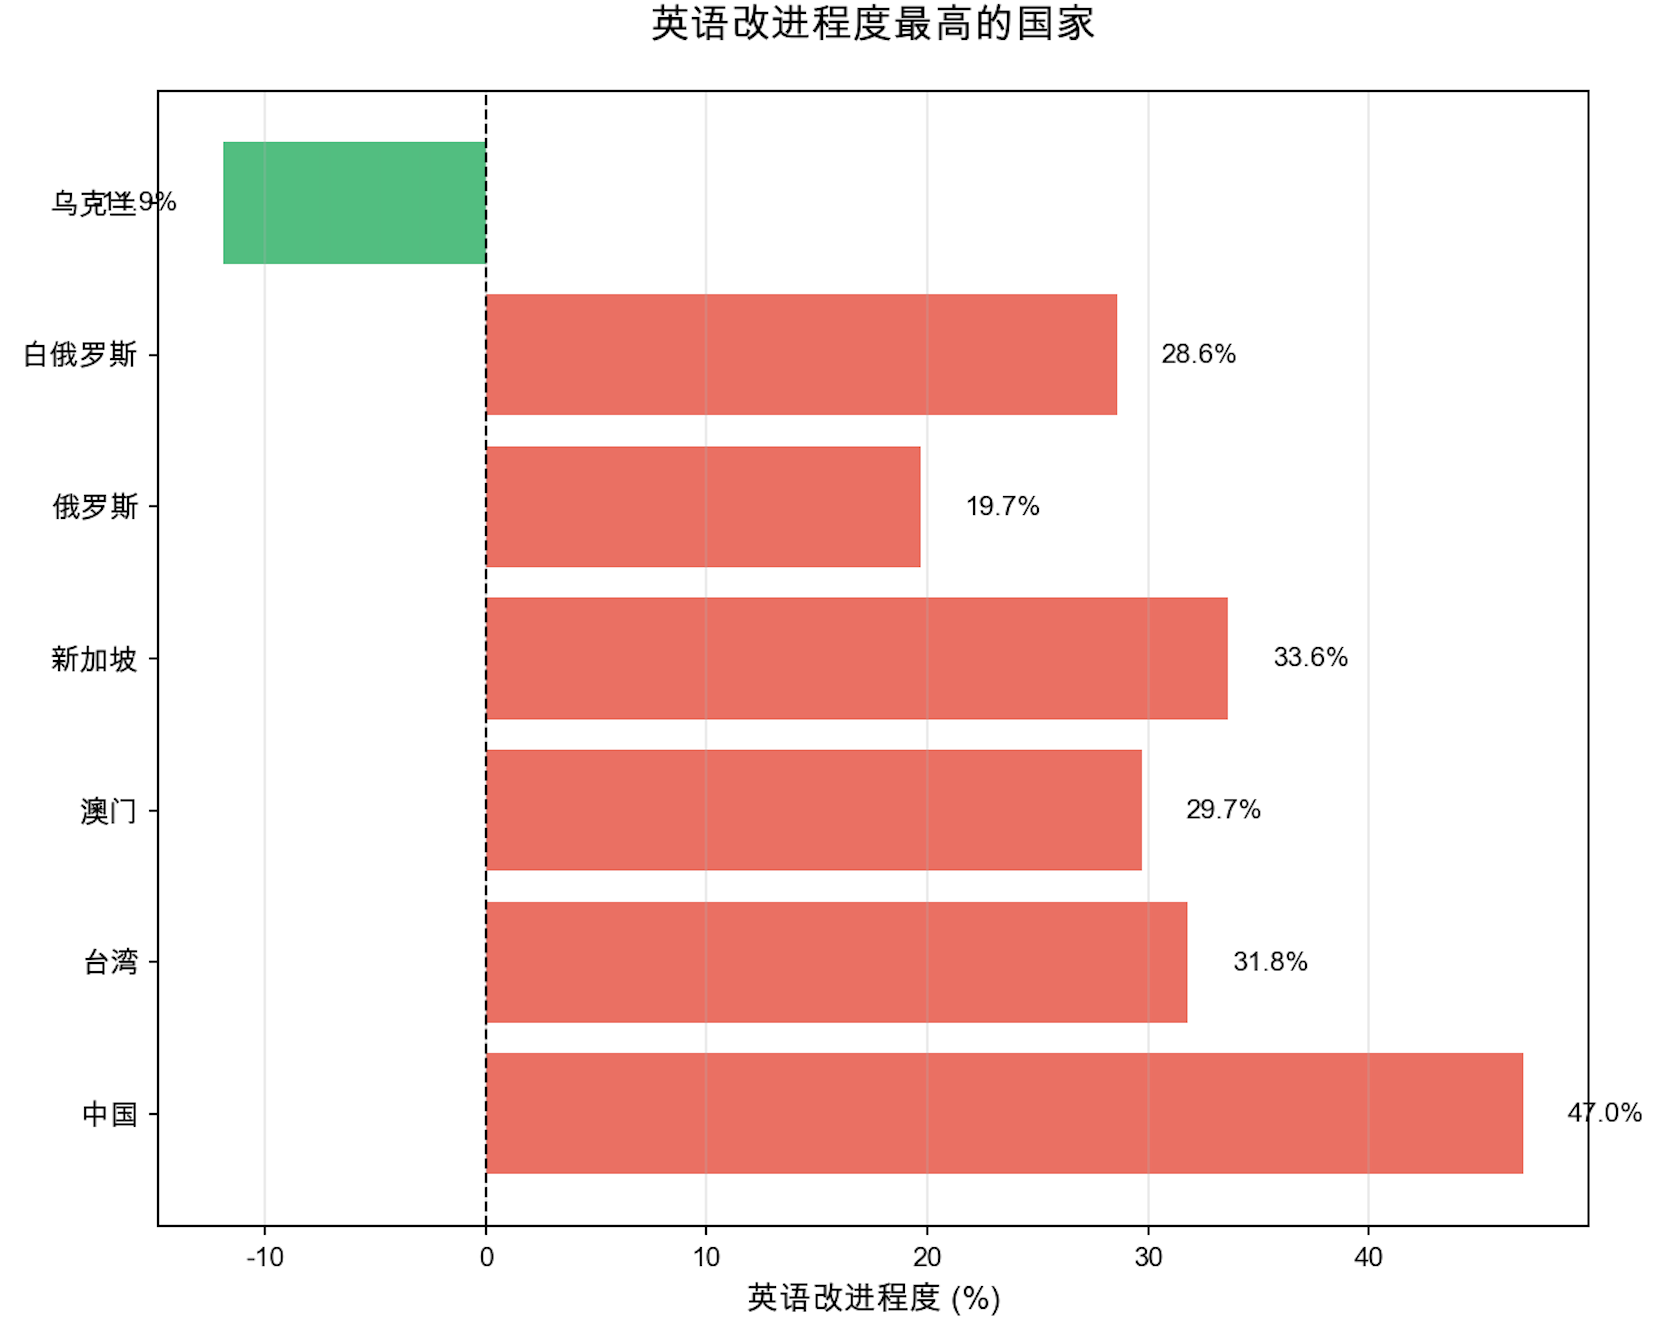 英语改进程度最高的国家
乌克兰 11.9%
白俄罗斯 28.6%
俄罗斯 19.7%
新加坡 33.6%
澳门 29.7%
台湾 31.8%
中国 47.0%
-10 0 10 20 30 40
英语改进程度 (%)